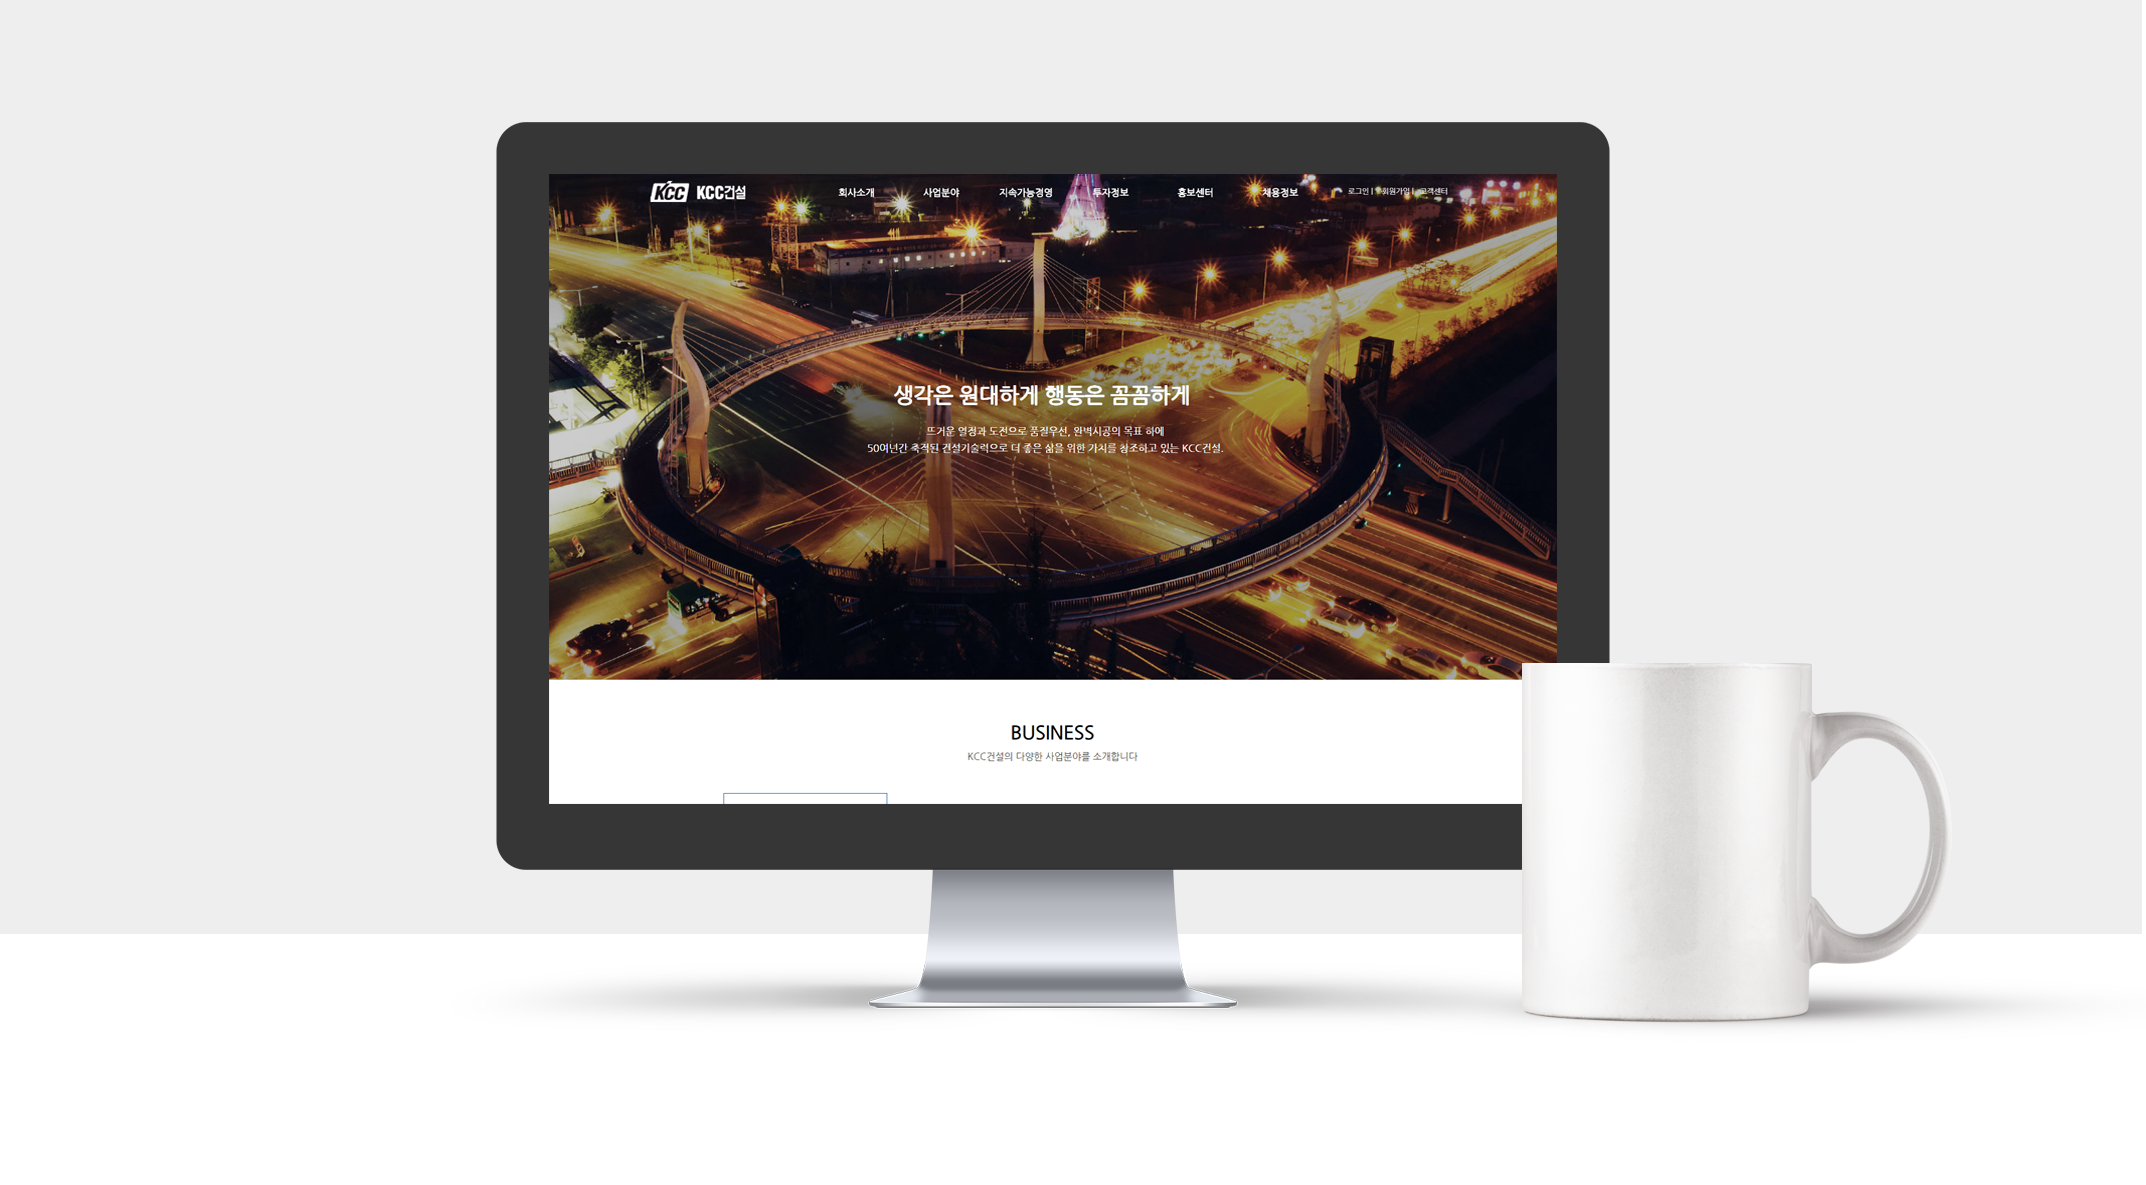 KCC KCC건설 회사소개 사업분야 지속가능경영 투자정보 홍보센터 채용정보 로그인 | 회원가입 | 고객센터
생각은 원대하게 행동은 꼼꼼하게
뜨거운 열정과 도전으로 품질우선, 완벽시공의 목표 하에
50여년간 축적된 건설기술력으로 더 좋은 삶을 위한 가치를 창조하고 있는 KCC건설.
BUSINESS
KCC건설의 다양한 사업분야를 소개합니다